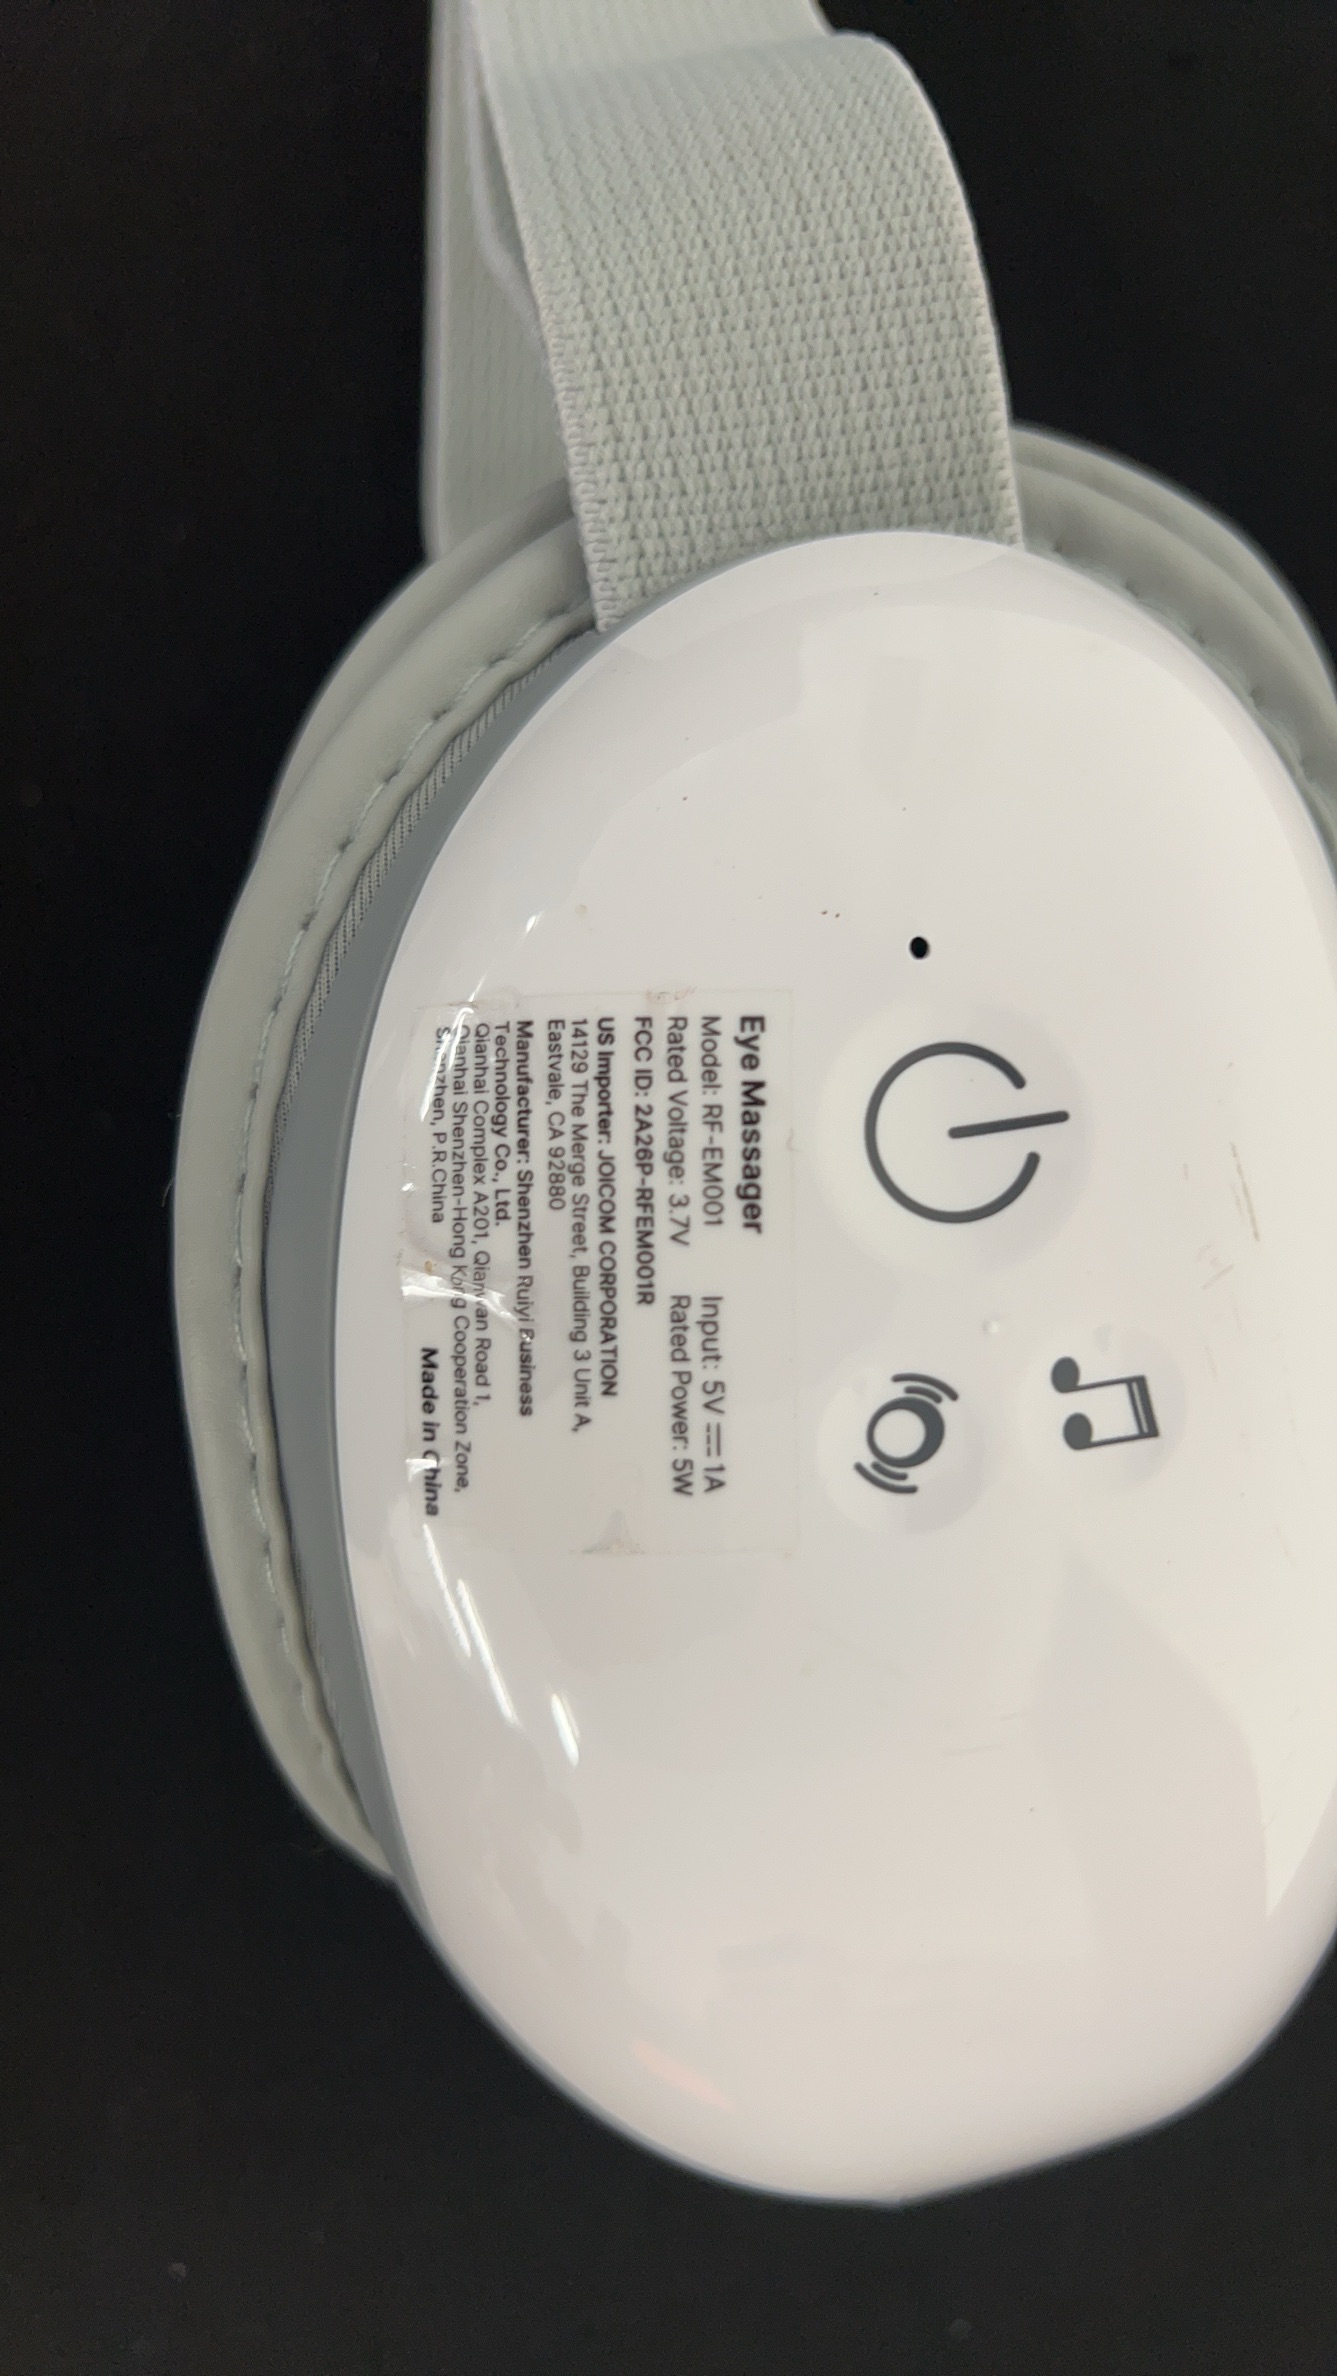 Eye Massager
Model: RF-EM001 Input: 5V ⎓ 1A
Rated Voltage: 3.7V Rated Power: 5W
FCC ID: 2A26P-RFEM001R
US Importer: JOICOM CORPORATION
14129 The Merge Street, Building 3 Unit A,
Eastvale, CA 92880
Manufacturer: Shenzhen Ruiyi Business
Technology Co., Ltd.
Qianhai Complex A201, Qianwan Road 1,
Qianhai Shenzhen-Hong Kong Cooperation Zone,
Shenzhen, P.R.China
Made in China